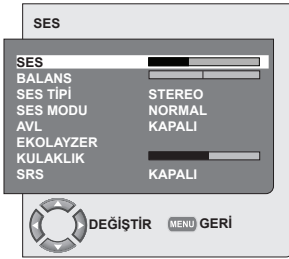 SES
SES
BALANS
SES TİPİ STEREO
SES MODU NORMAL
AVL KAPALI
EKOLAYZER
KULAKLIK
SRS KAPALI
DEĞİŞTİR MENU GERİ